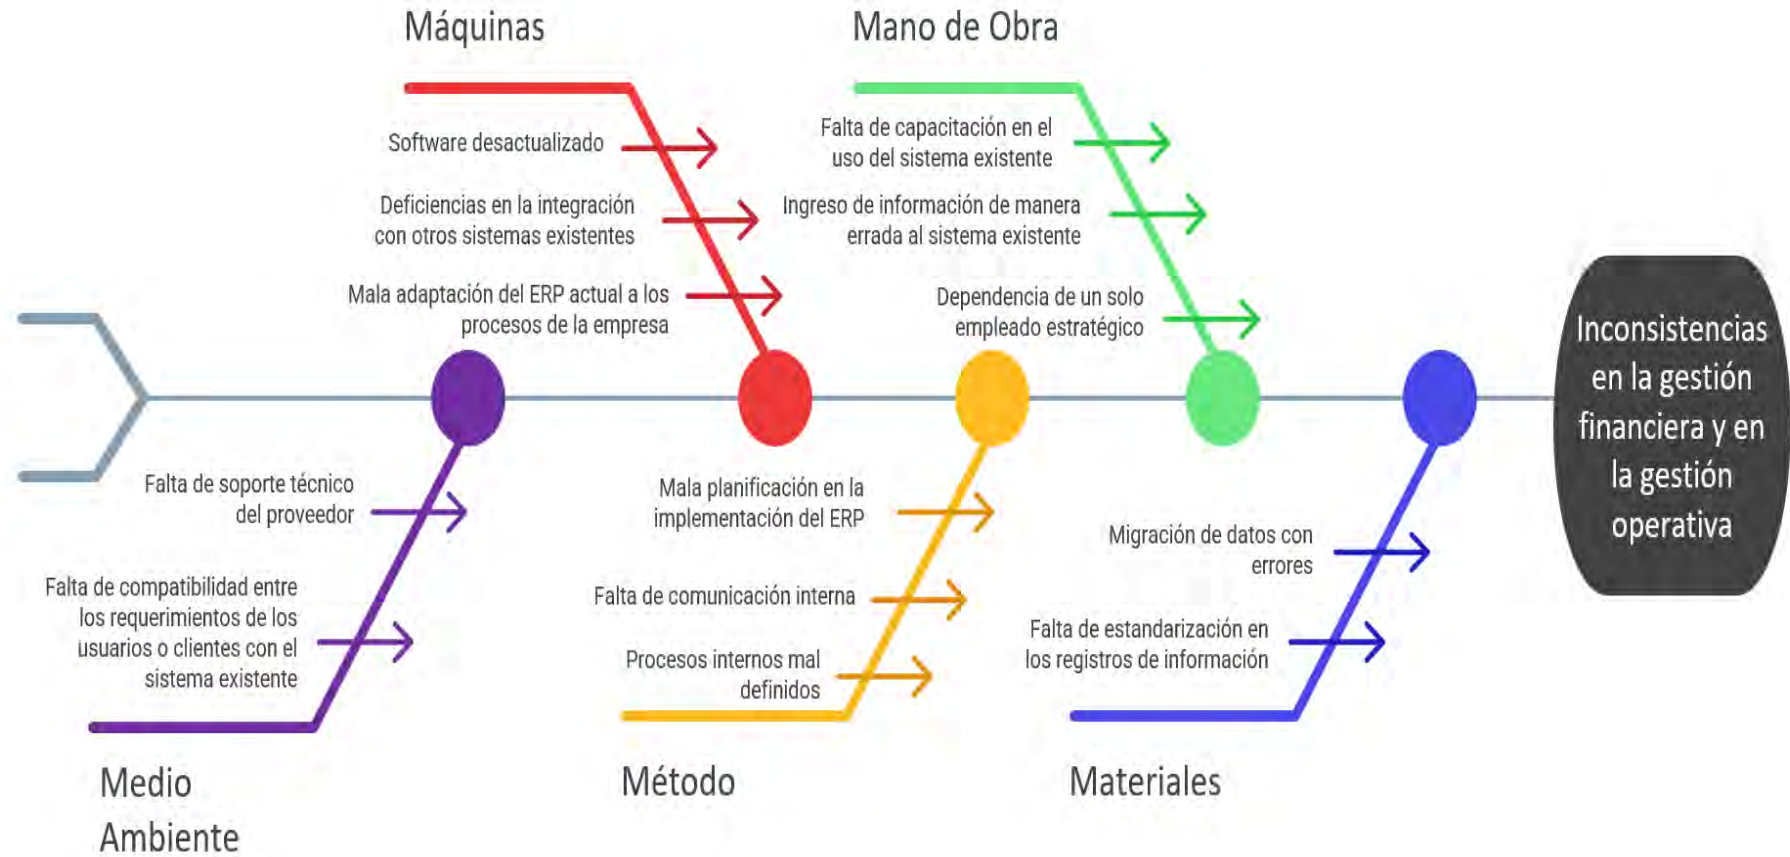 Máquinas
Software desactualizado
Deficiencias en la integración
con otros sistemas existentes
Mala adaptación del ERP actual a los
procesos de la empresa
Mano de Obra
Falta de capacitación en el
uso del sistema existente
Ingreso de información de manera
errada al sistema existente
Dependencia de un solo
empleado estratégico
Falta de soporte técnico
del proveedor
Falta de compatibilidad entre
los requerimientos de los
usuarios o clientes con el
sistema existente
Medio
Ambiente
Mala planificación en la
implementación del ERP
Falta de comunicación interna
Procesos internos mal
definidos
Método
Migración de datos con
errores
Falta de estandarización en
los registros de información
Materiales
Inconsistencias
en la gestión
financiera y en
la gestión
operativa